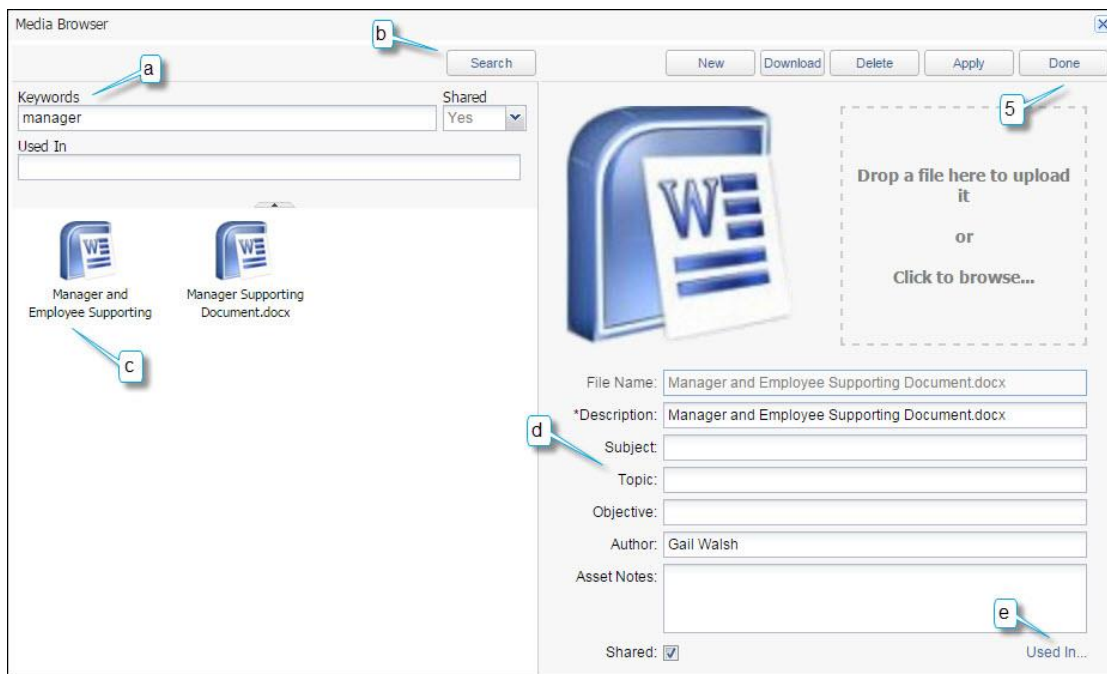 Media Browser
b
a
Search
New
Download
Delete
Apply
Done
5
Keywords
Shared
manager
Yes
Used In
Manager and
Employee Supporting
Manager Supporting
Document.docx
c
W
Drop a file here to upload
it
or
Click to browse...
File Name: Manager and Employee Supporting Document.docx
*Description: Manager and Employee Supporting Document.docx
d
Subject:
Topic:
Objective:
Author: Gail Walsh
Asset Notes:
e
Shared:
Used In...